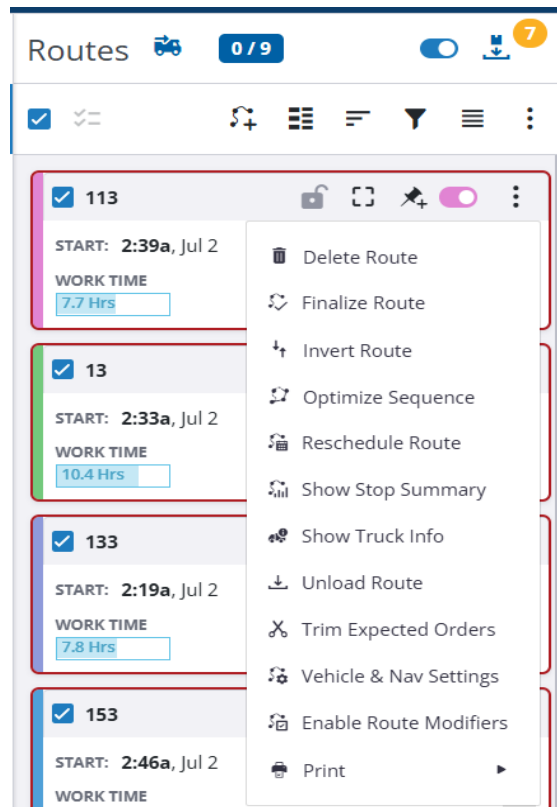 Routes 0 / 9 7
113
START: 2:39a, Jul 2
WORK TIME
7.7 Hrs
Delete Route
Finalize Route
Invert Route
Optimize Sequence
Reschedule Route
Show Stop Summary
Show Truck Info
Unload Route
Trim Expected Orders
Vehicle & Nav Settings
Enable Route Modifiers
Print
13
START: 2:33a, Jul 2
WORK TIME
10.4 Hrs
133
START: 2:19a, Jul 2
WORK TIME
7.8 Hrs
153
START: 2:46a, Jul 2
WORK TIME